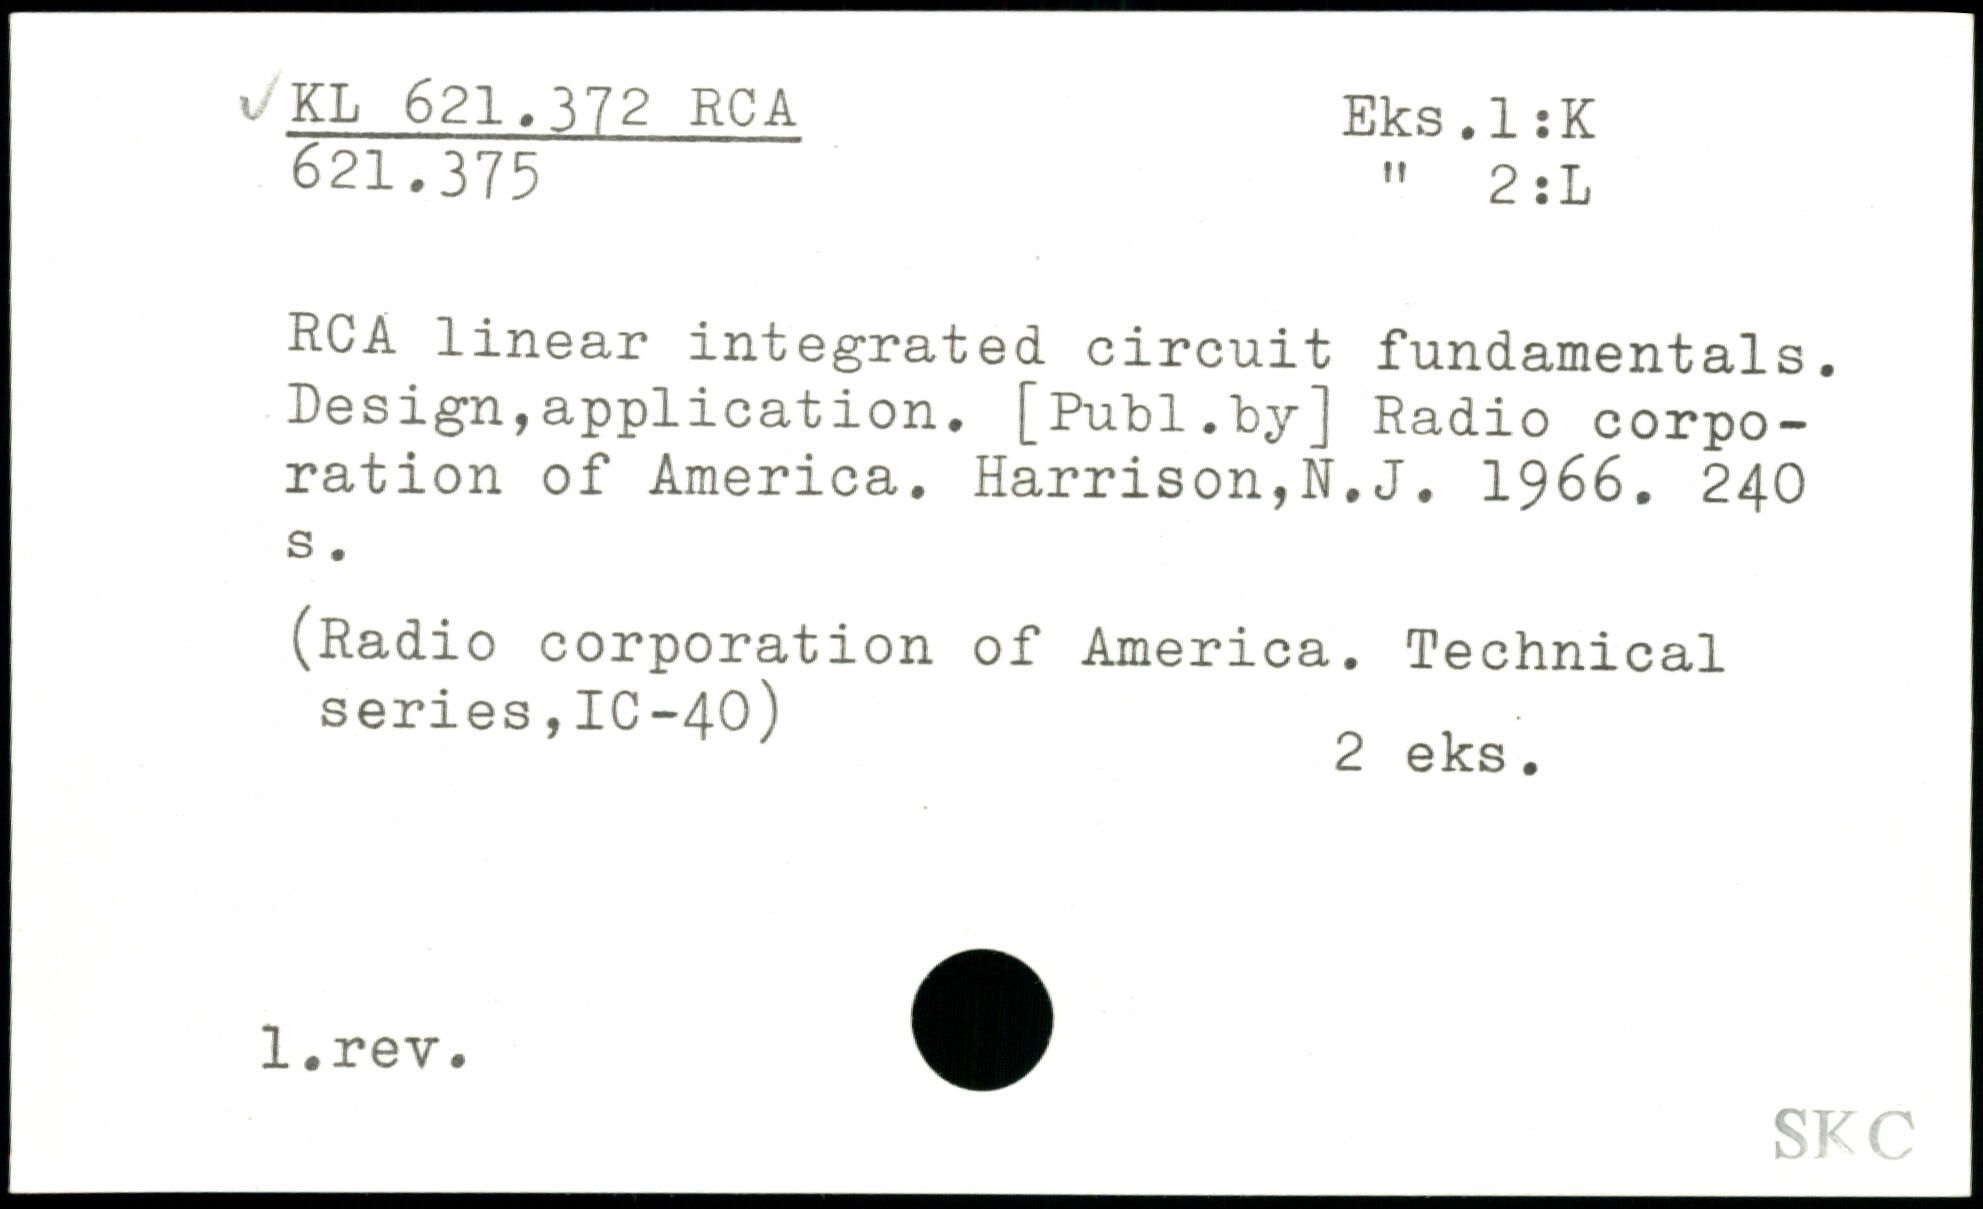 ✓ KL 621.372 RCA
621.375
Eks.1:K
" 2:L
RCA linear integrated circuit fundamentals.
Design,application. [Publ.by] Radio corpo-
ration of America. Harrison,N.J. 1966. 240
s.
(Radio corporation of America. Technical
series,IC-40)
2 eks.
1.rev.
SKC